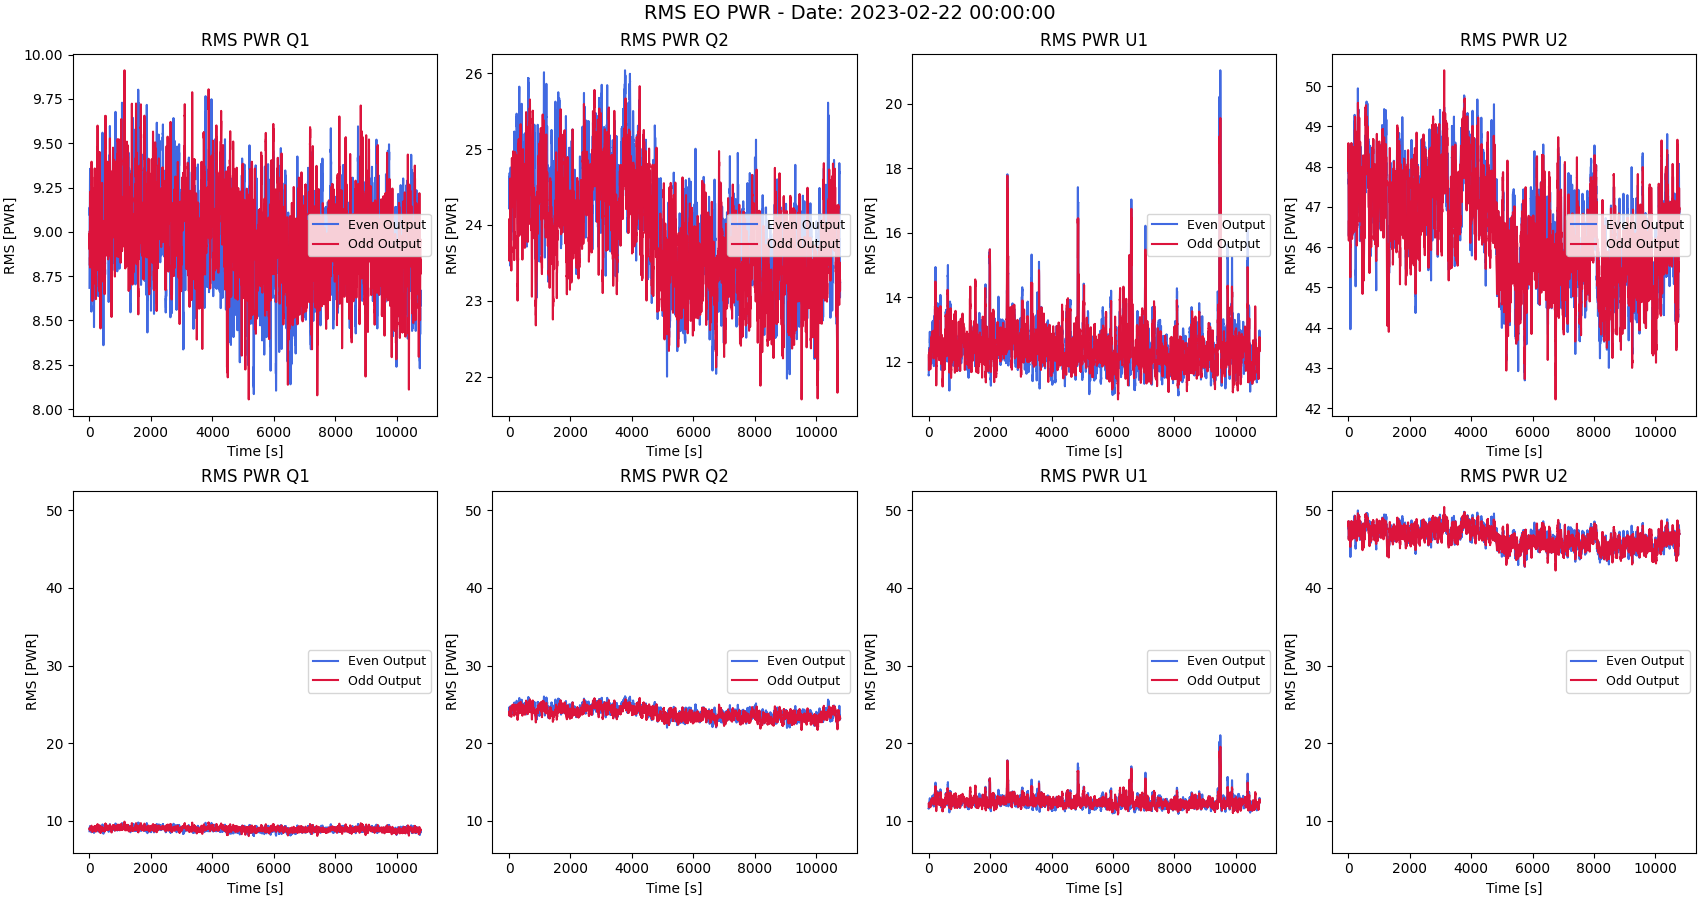 RMS EO PWR - Date: 2023-02-22 00:00:00
RMS PWR Q1
RMS [PWR]
10.00
9.75
9.50
9.25
9.00
8.75
8.50
8.25
8.00
Even Output
Odd Output
0 2000 4000 6000 8000 10000
Time [s]
RMS PWR Q2
RMS [PWR]
26
25
24
23
22
Even Output
Odd Output
0 2000 4000 6000 8000 10000
Time [s]
RMS PWR U1
RMS [PWR]
20
18
16
14
12
Even Output
Odd Output
0 2000 4000 6000 8000 10000
Time [s]
RMS PWR U2
RMS [PWR]
50
49
48
47
46
45
44
43
42
Even Output
Odd Output
0 2000 4000 6000 8000 10000
Time [s]
RMS PWR Q1
RMS [PWR]
50
40
30
20
10
Even Output
Odd Output
0 2000 4000 6000 8000 10000
Time [s]
RMS PWR Q2
RMS [PWR]
50
40
30
20
10
Even Output
Odd Output
0 2000 4000 6000 8000 10000
Time [s]
RMS PWR U1
RMS [PWR]
50
40
30
20
10
Even Output
Odd Output
0 2000 4000 6000 8000 10000
Time [s]
RMS PWR U2
RMS [PWR]
50
40
30
20
10
Even Output
Odd Output
0 2000 4000 6000 8000 10000
Time [s]